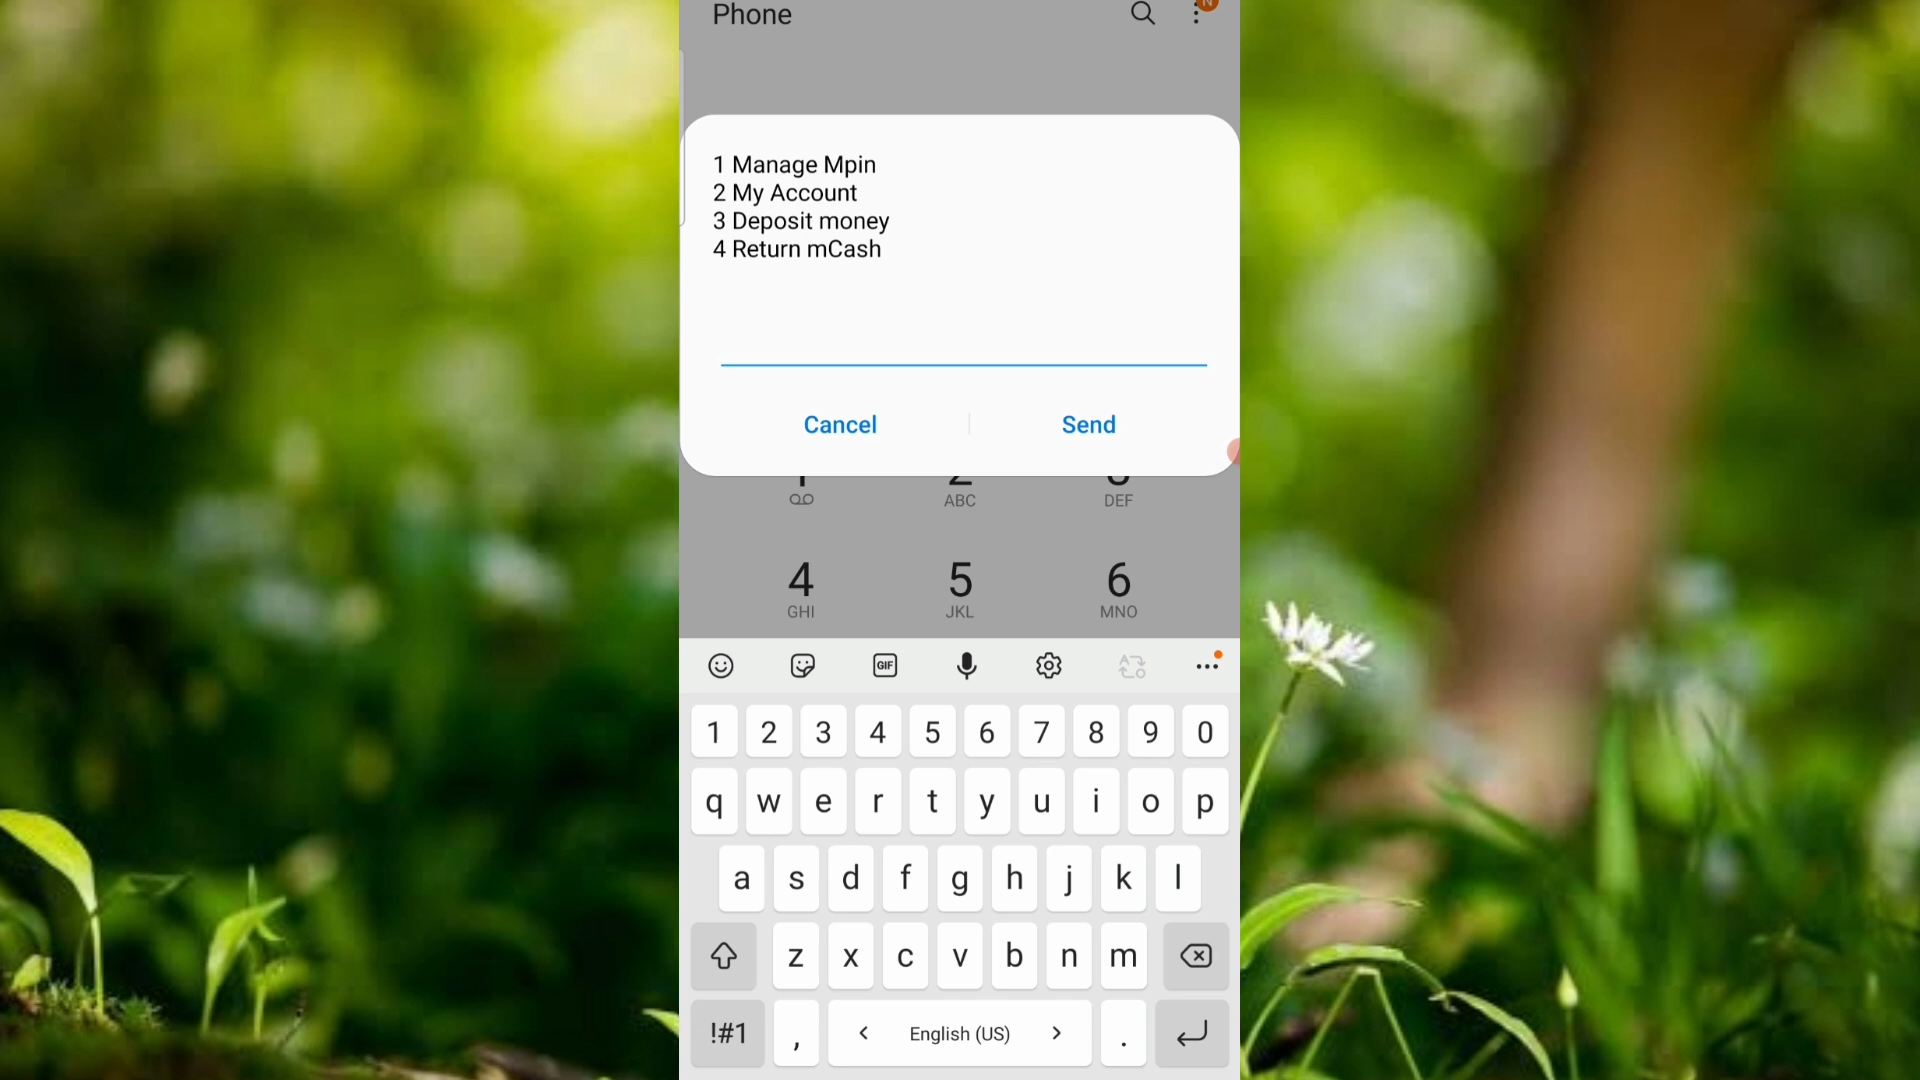 Phone
N
1 Manage Mpin
2 My Account
3 Deposit money
4 Return mCash
Cancel
Send
ABC
DEF
4 5 6
GHI JKL MNO
GIF
1 2 3 4 5 6 7 8 9 0
q w e r t y u i o p
a s d f g h j k l
z x c v b n m
!#1 , < English (US) > .